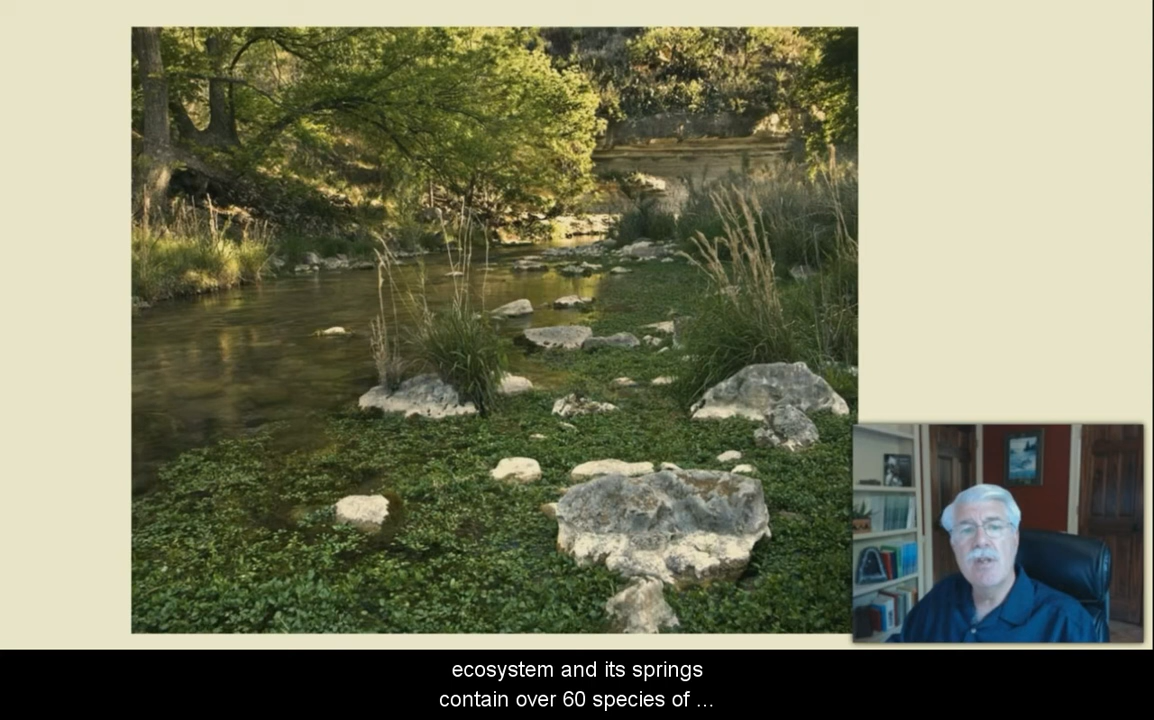 ecosystem and its springs
contain over 60 species of ...